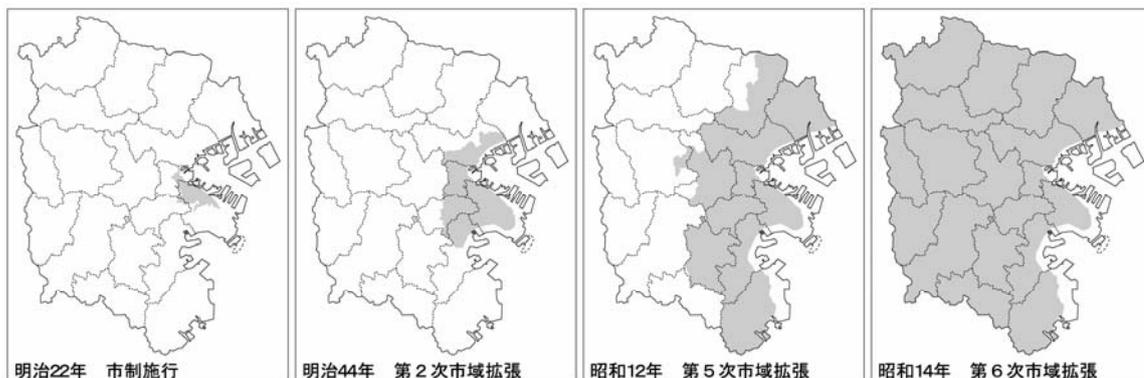 明治22年　市制施行
明治44年　第2次市域拡張
昭和12年　第5次市域拡張
昭和14年　第6次市域拡張